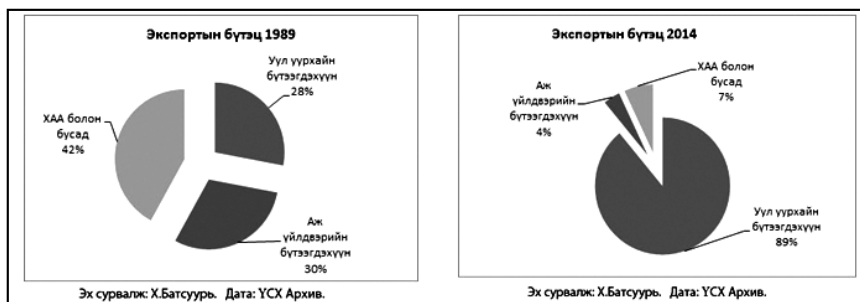 Экспортын бүтэц 1989
Уул уурхайн
бүтээгдэхүүн
28%
ХАА болон
бусад
42%
Аж
үйлдвэрийн
бүтээгдэхүүн
30%
Эх сурвалж: Х.Батсуурь. Дата: ҮСХ Архив.
Экспортын бүтэц 2014
ХАА болон
бусад
7%
Аж
үйлдвэрийн
бүтээгдэхүүн
4%
Уул уурхайн
бүтээгдэхүүн
89%
Эх сурвалж: Х.Батсуурь. Дата: ҮСХ Архив.